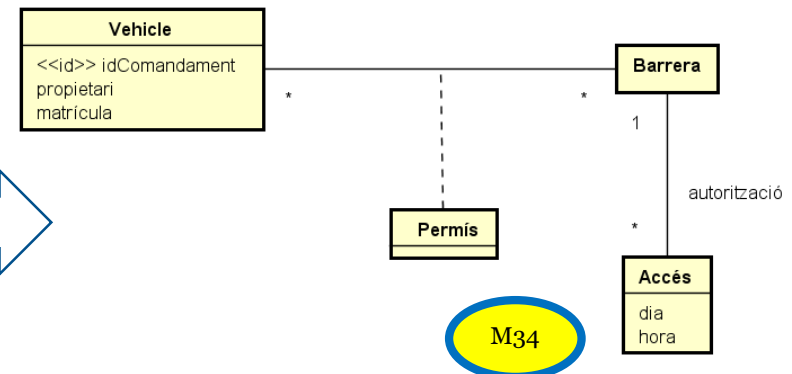 Vehicle
<<id>> idComandament
propietari
matrícula
*
*
Barrera
1
autorització
*
Permís
Accés
dia
hora
M34